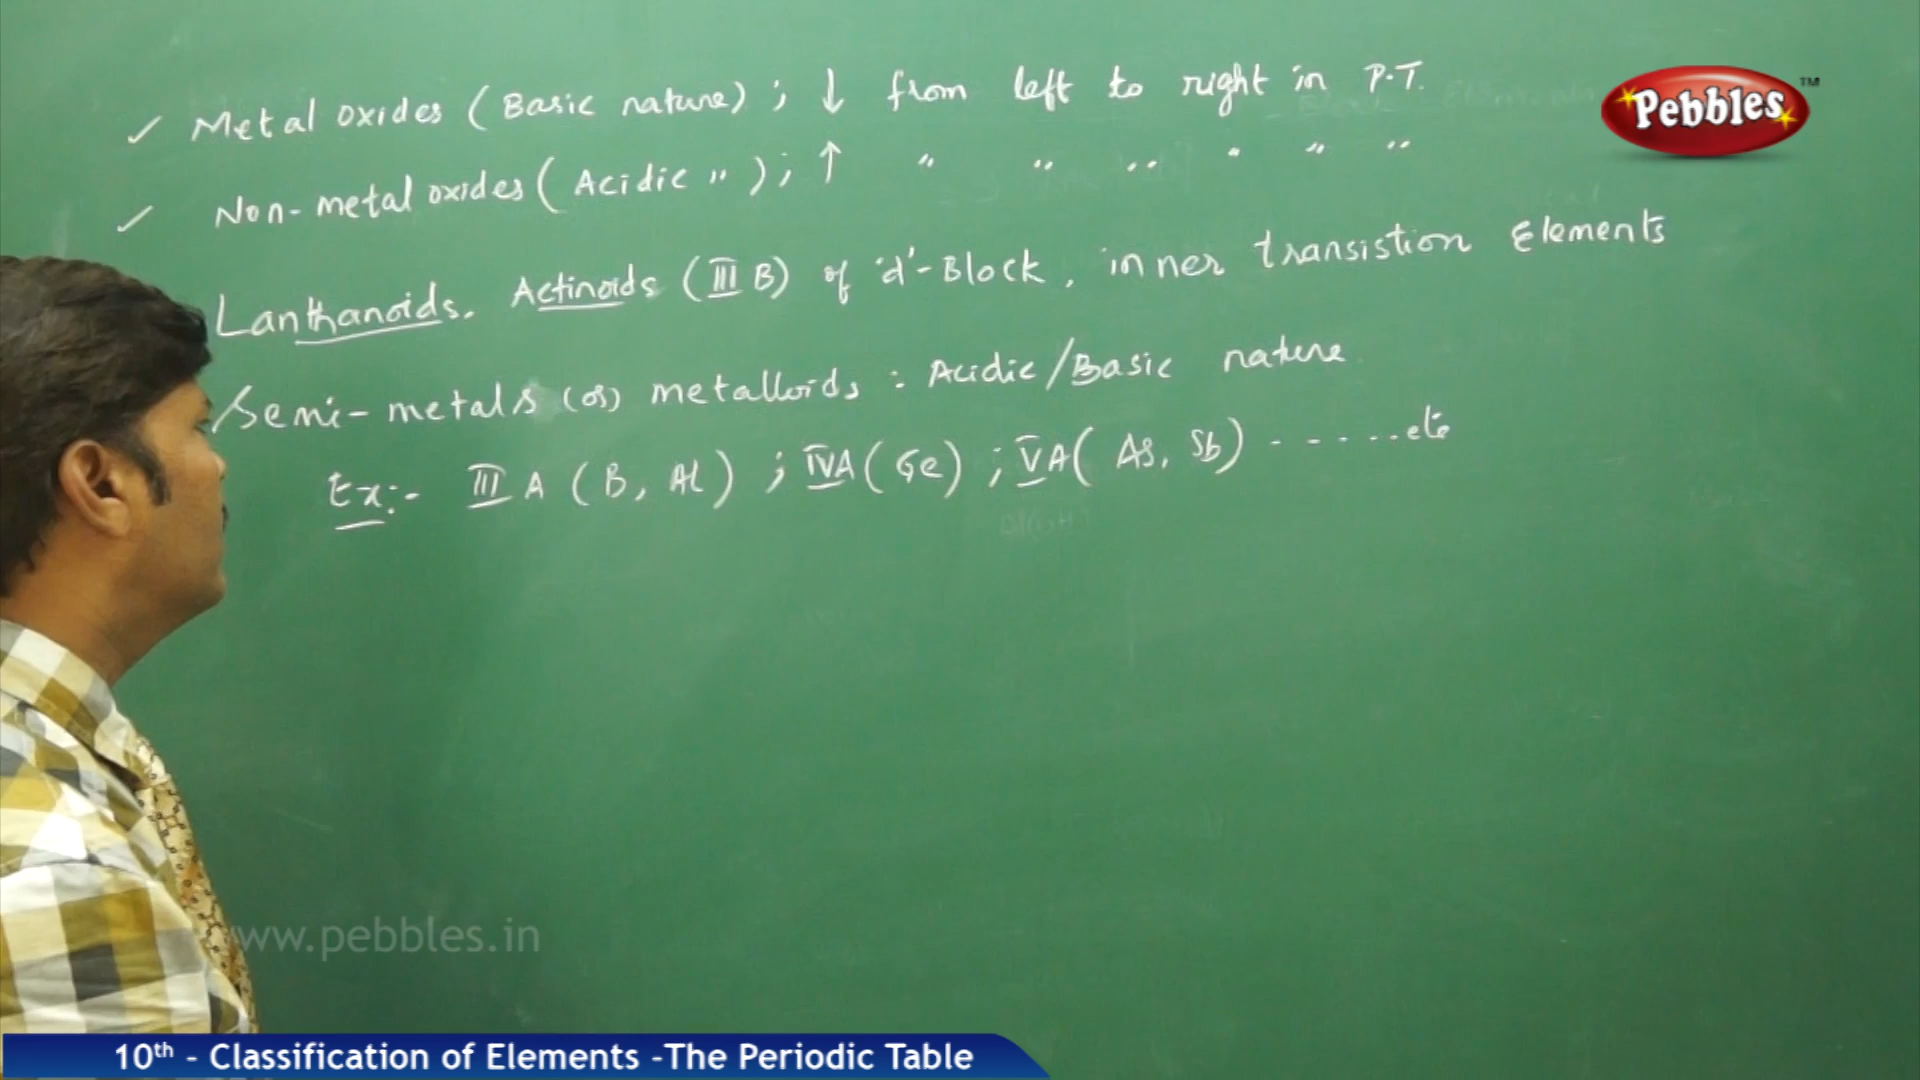 ✓ Metal oxides (Basic nature) ; ↓ from left to right in P.T.
✓ Non-metal oxides (Acidic ") ; ↑ " " " " " "
Lanthanoids. Actinoids (III B) of 'd'-Block, inner transistion Elements
Semi-metals (or) metalloids : Acidic/Basic nature
Ex:- III A (B, Al) ; IVA (Ge) ; VA (As, Sb) - - - ... etc
Pebbles™
www.pebbles.in
10th - Classification of Elements -The Periodic Table